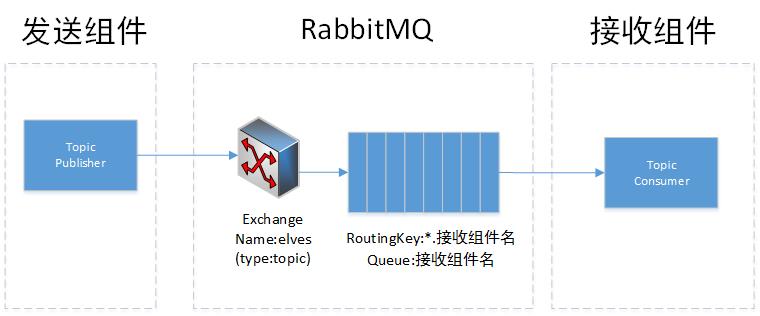 发送组件
RabbitMQ
接收组件
Topic
Publisher
Exchange
Name:elves
(type:topic)
RoutingKey:*.接收组件名
Queue:接收组件名
Topic
Consumer